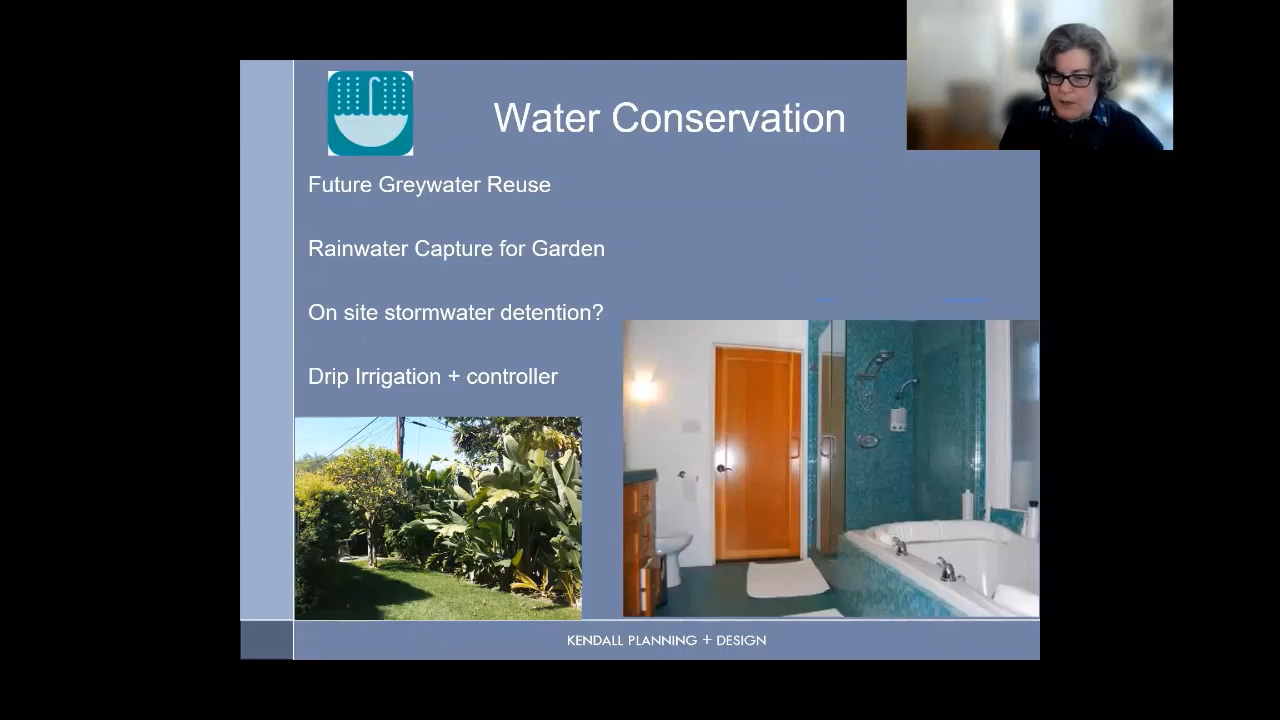 Water Conservation
Future Greywater Reuse
Rainwater Capture for Garden
On site stormwater detention?
Drip Irrigation + controller
KENDALL PLANNING + DESIGN